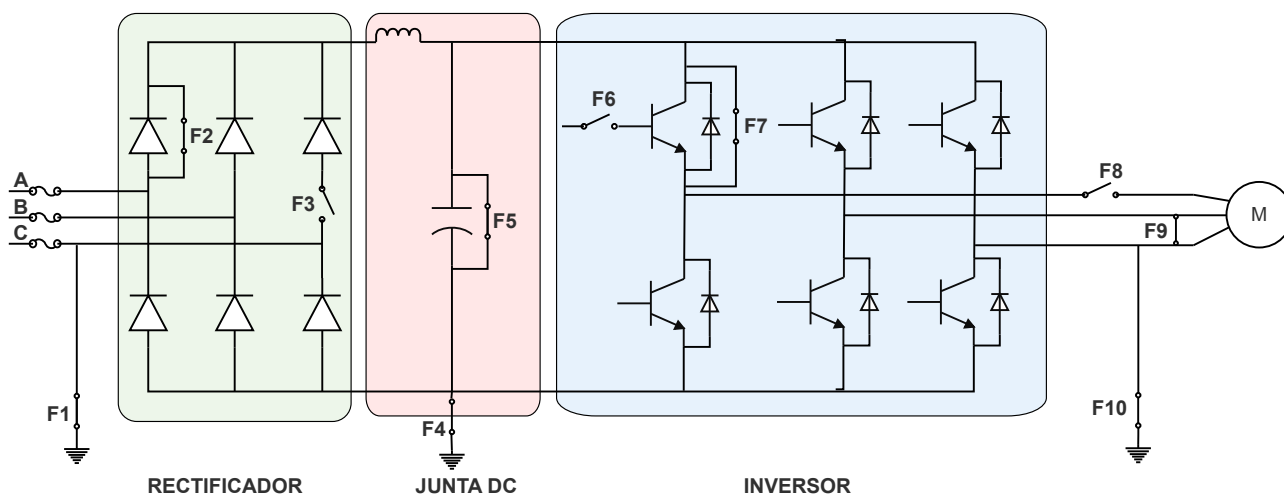 F6
F7
F2
F8
A
F3
B
F5
F9
M
C
F1
F4
F10
RECTIFICADOR
JUNTA DC
INVERSOR